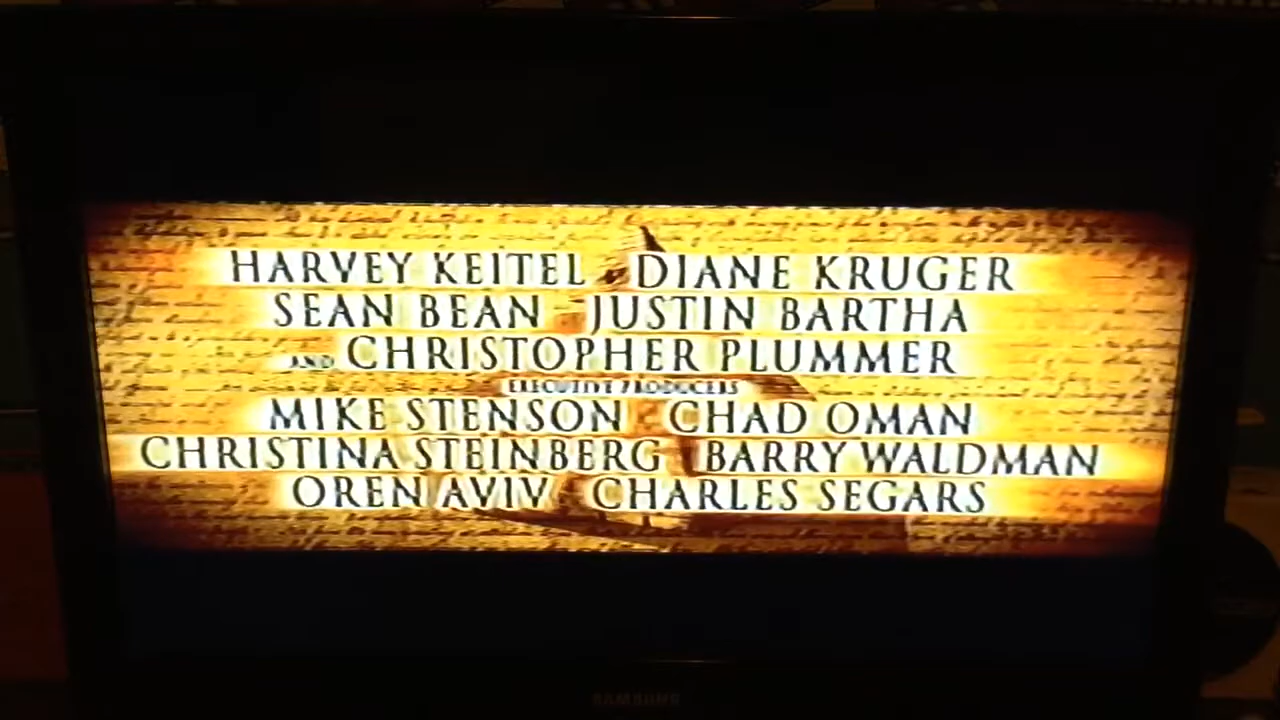 HARVEY KEITEL DIANE KRUGER
SEAN BEAN JUSTIN BARTHA
AND CHRISTOPHER PLUMMER
EXECUTIVE PRODUCERS
MIKE STENSON CHAD OMAN
CHRISTINA STEINBERG BARRY WALDMAN
OREN AVIV CHARLES SEGARS
SAMSUNG